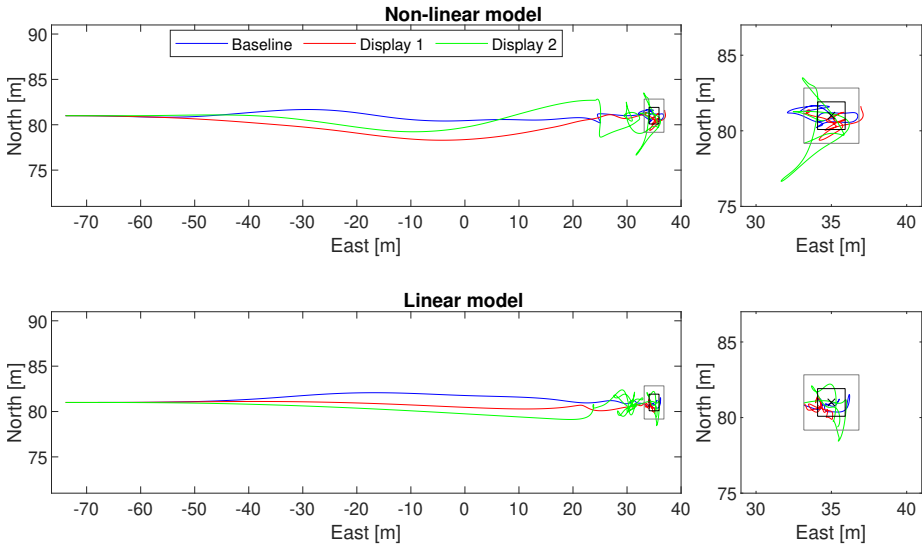 Non-linear model
Baseline Display 1 Display 2
North [m]
90
85
80
75
-70 -60 -50 -40 -30 -20 -10 0 10 20 30 40
East [m]
85
80
75
30 35 40
North [m]
East [m]
Linear model
North [m]
90
85
80
75
-70 -60 -50 -40 -30 -20 -10 0 10 20 30 40
East [m]
85
80
75
30 35 40
North [m]
East [m]